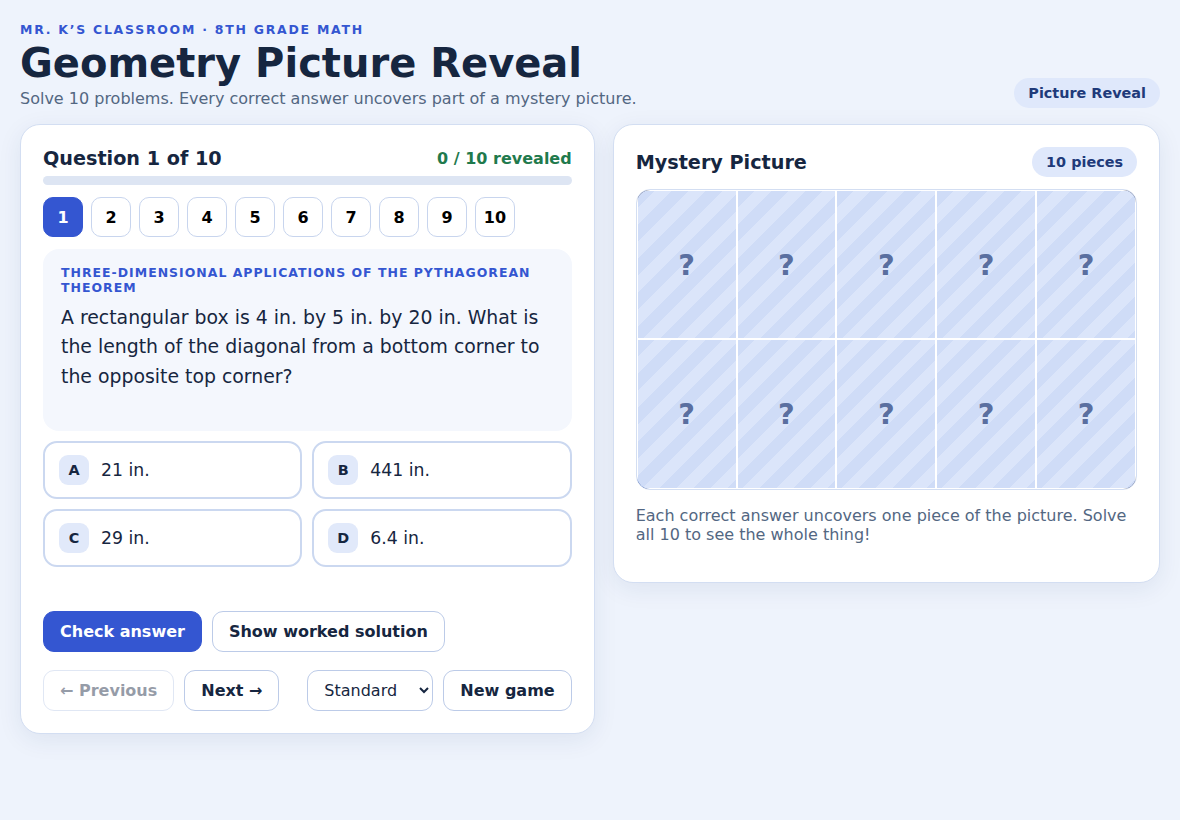 MR. K’S CLASSROOM · 8TH GRADE MATH
Geometry Picture Reveal
Solve 10 problems. Every correct answer uncovers part of a mystery picture.
Picture Reveal
Question 1 of 10
0 / 10 revealed
1 2 3 4 5 6 7 8 9 10
THREE-DIMENSIONAL APPLICATIONS OF THE PYTHAGOREAN
THEOREM
A rectangular box is 4 in. by 5 in. by 20 in. What is
the length of the diagonal from a bottom corner to
the opposite top corner?
A 21 in.
B 441 in.
C 29 in.
D 6.4 in.
Check answer
Show worked solution
← Previous
Next →
Standard
New game
Mystery Picture
10 pieces
? ? ? ? ?
? ? ? ? ?
Each correct answer uncovers one piece of the picture. Solve
all 10 to see the whole thing!